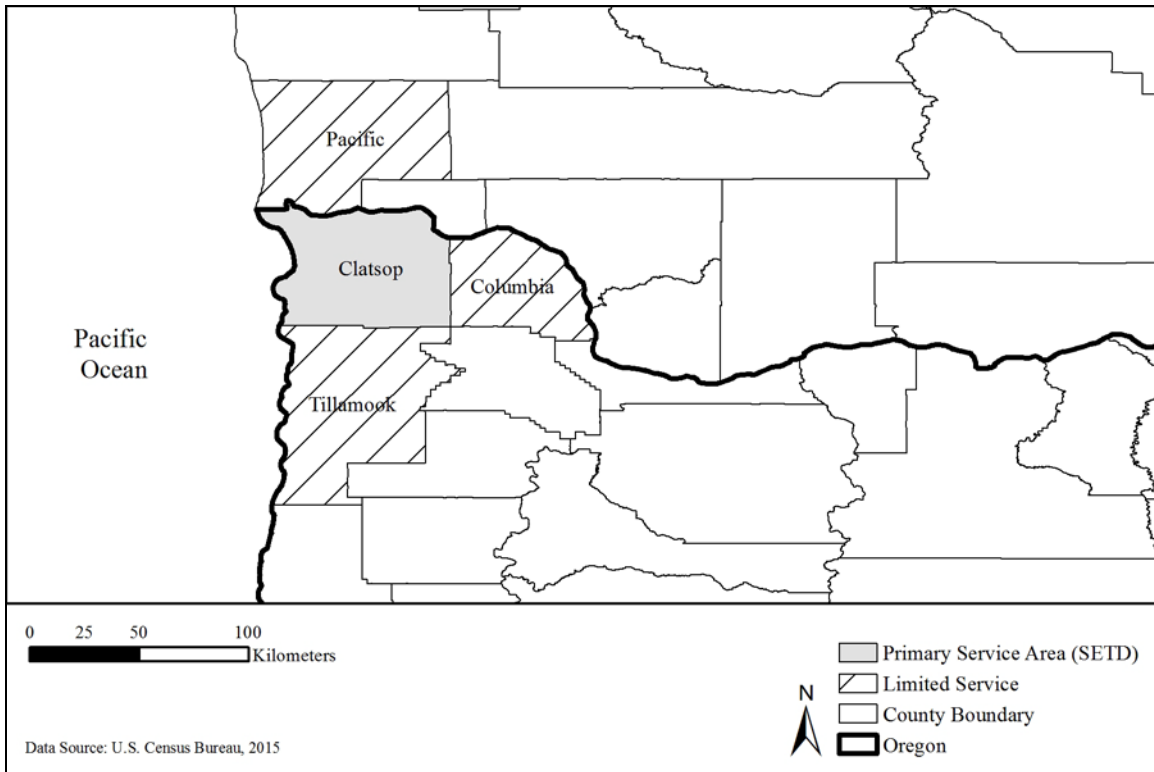 Pacific
Clatsop
Columbia
Pacific
Ocean
Tillamook
0 25 50 100
Kilometers
Primary Service Area (SETD)
Limited Service
County Boundary
Oregon
N
Data Source: U.S. Census Bureau, 2015